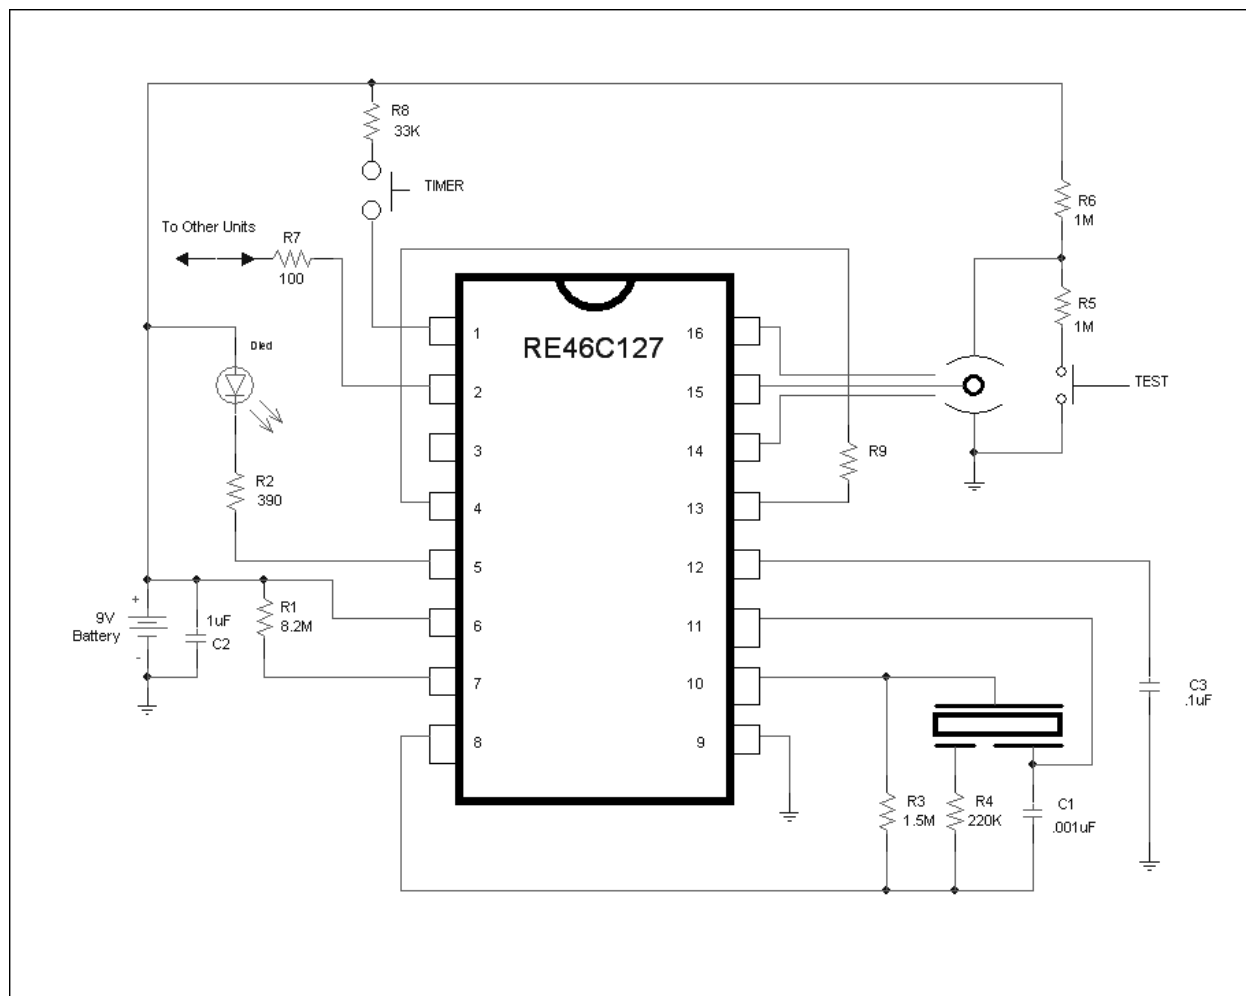 R8
33K
TIMER
To Other Units
R7
100
R6
1M
R5
1M
TEST
Dled
RE46C127
1
2
3
4
5
6
7
8
16
15
14
13
12
11
10
9
R9
R2
390
+
9V
Battery
-
1uF
C2
R1
8.2M
C3
.1uF
R3
1.5M
R4
220K
C1
.001uF